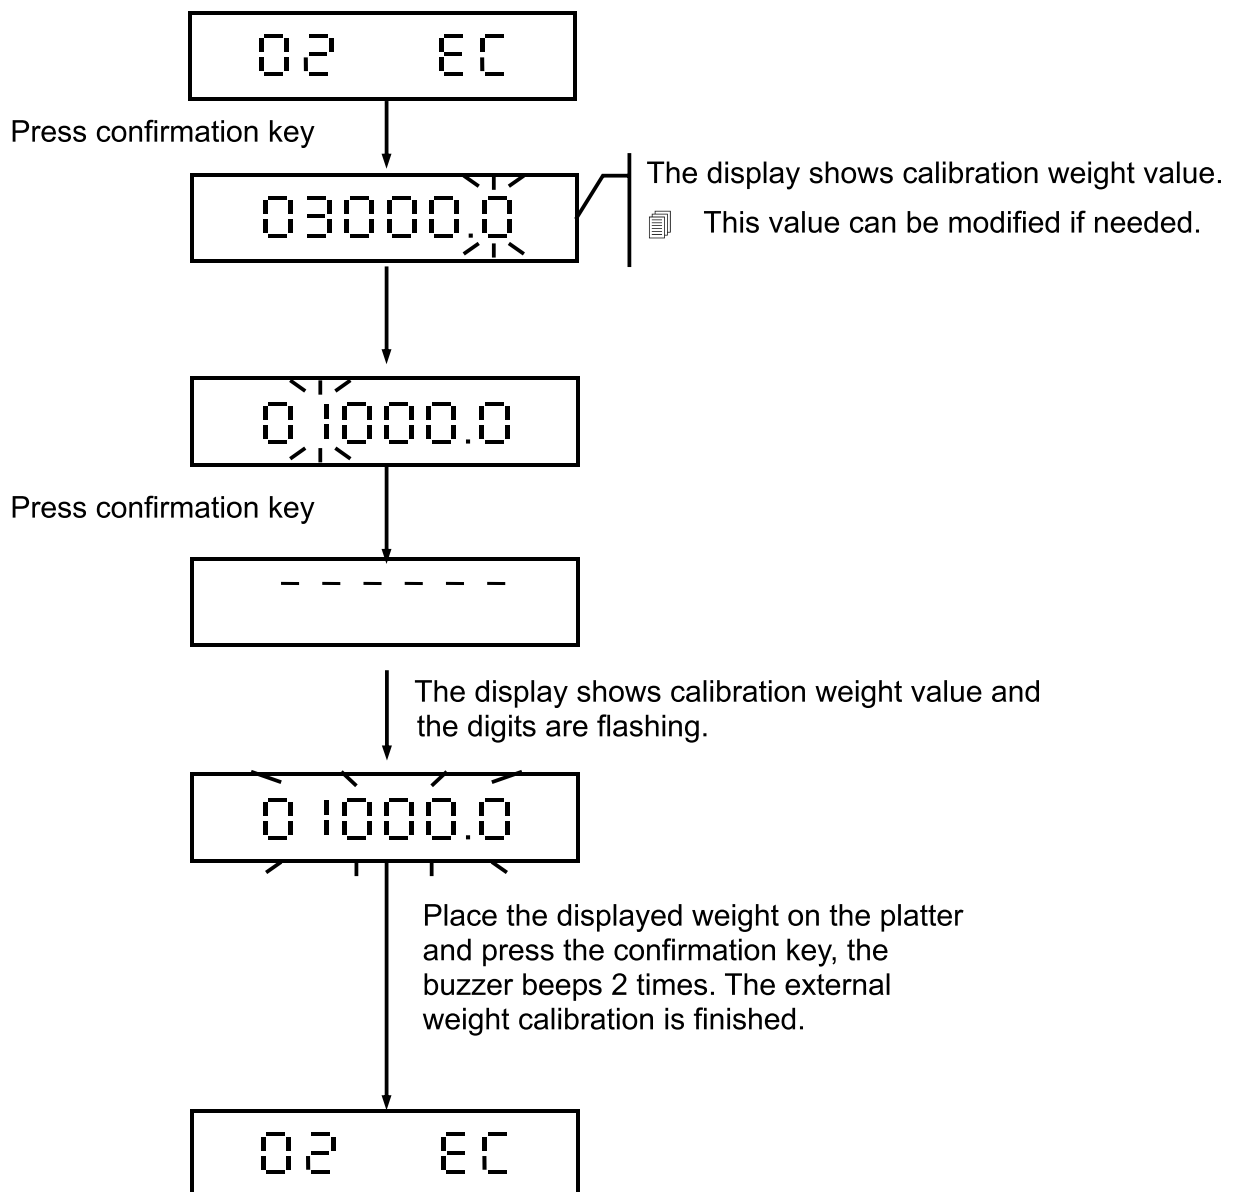 02 EC
Press confirmation key
The display shows calibration weight value.
03000.0
This value can be modified if needed.
01000.0
Press confirmation key
- - - - - -
The display shows calibration weight value and
the digits are flashing.
01000.0
Place the displayed weight on the platter
and press the confirmation key, the
buzzer beeps 2 times. The external
weight calibration is finished.
02 EC